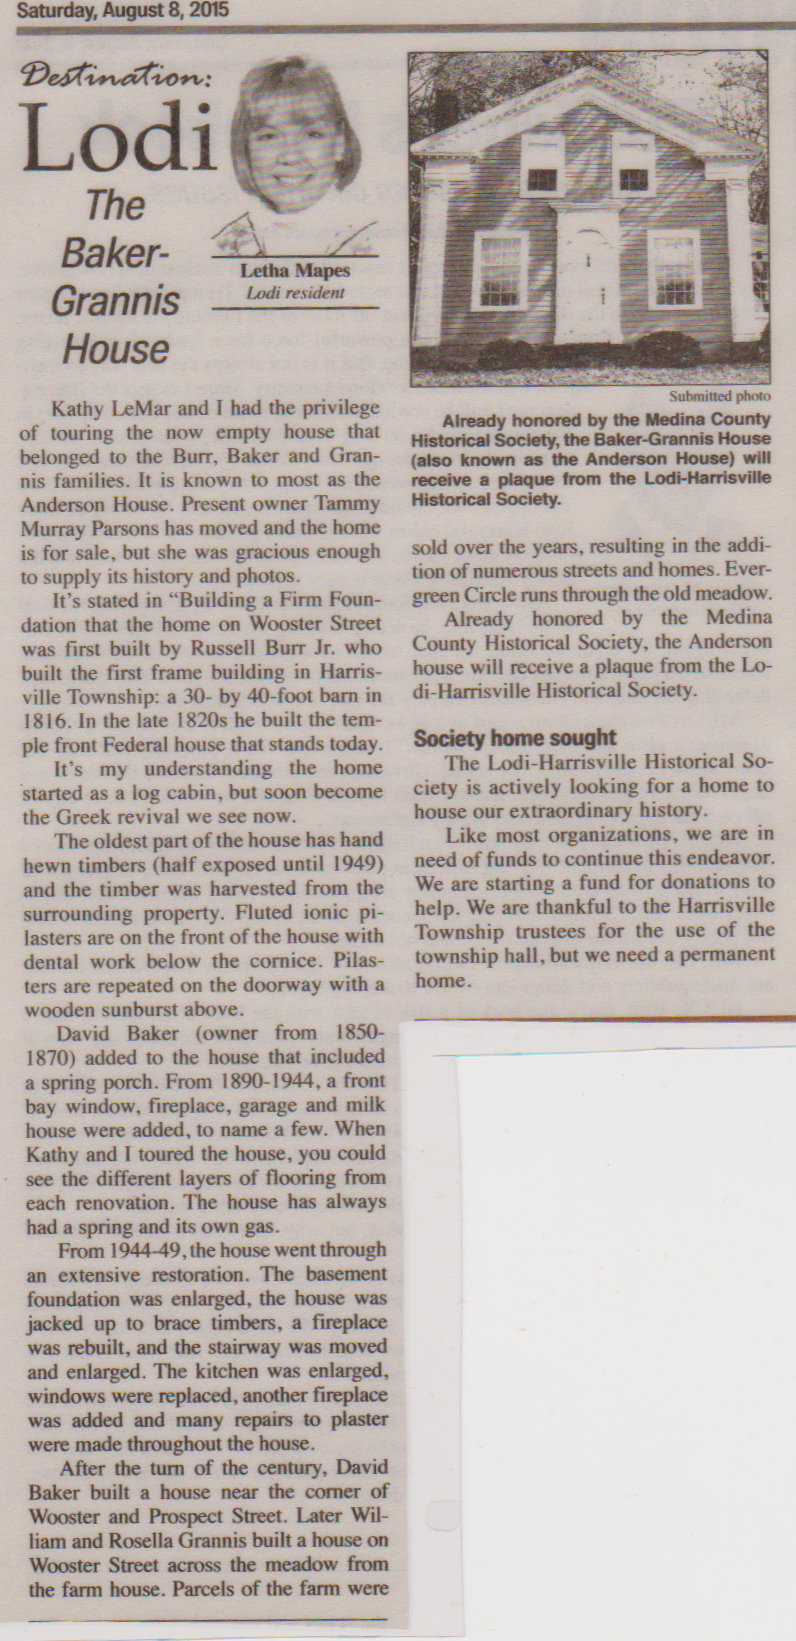 Saturday, August 8, 2015
Destination:
Lodi
The
Baker-
Grannis
House
Letha Mapes
Lodi resident
Kathy LeMar and I had the privilege
of touring the now empty house that
belonged to the Burr, Baker and Gran-
nis families. It is known to most as the
Anderson House. Present owner Tammy
Murray Parsons has moved and the home
is for sale, but she was gracious enough
to supply its history and photos.
It's stated in “Building a Firm Foun-
dation that the home on Wooster Street
was first built by Russell Burr Jr. who
built the first frame building in Harris-
ville Township: a 30- by 40-foot barn in
1816. In the late 1820s he built the tem-
ple front Federal house that stands today.
It's my understanding the home
started as a log cabin, but soon become
the Greek revival we see now.
The oldest part of the house has hand
hewn timbers (half exposed until 1949)
and the timber was harvested from the
surrounding property. Fluted ionic pi-
lasters are on the front of the house with
dental work below the cornice. Pilas-
ters are repeated on the doorway with a
wooden sunburst above.
David Baker (owner from 1850-
1870) added to the house that included
a spring porch. From 1890-1944, a front
bay window, fireplace, garage and milk
house were added, to name a few. When
Kathy and I toured the house, you could
see the different layers of flooring from
each renovation. The house has always
had a spring and its own gas.
From 1944-49, the house went through
an extensive restoration. The basement
foundation was enlarged, the house was
jacked up to brace timbers, a fireplace
was rebuilt, and the stairway was moved
and enlarged. The kitchen was enlarged,
windows were replaced, another fireplace
was added and many repairs to plaster
were made throughout the house.
After the turn of the century, David
Baker built a house near the corner of
Wooster and Prospect Street. Later Wil-
liam and Rosella Grannis built a house on
Wooster Street across the meadow from
the farm house. Parcels of the farm were
Submitted photo
Already honored by the Medina County
Historical Society, the Baker-Grannis House
(also known as the Anderson House) will
receive a plaque from the Lodi-Harrisville
Historical Society.
sold over the years, resulting in the addi-
tion of numerous streets and homes. Ever-
green Circle runs through the old meadow.
Already honored by the Medina
County Historical Society, the Anderson
house will receive a plaque from the Lo-
di-Harrisville Historical Society.
Society home sought
The Lodi-Harrisville Historical So-
ciety is actively looking for a home to
house our extraordinary history.
Like most organizations, we are in
need of funds to continue this endeavor.
We are starting a fund for donations to
help. We are thankful to the Harrisville
Township trustees for the use of the
township hall, but we need a permanent
home.